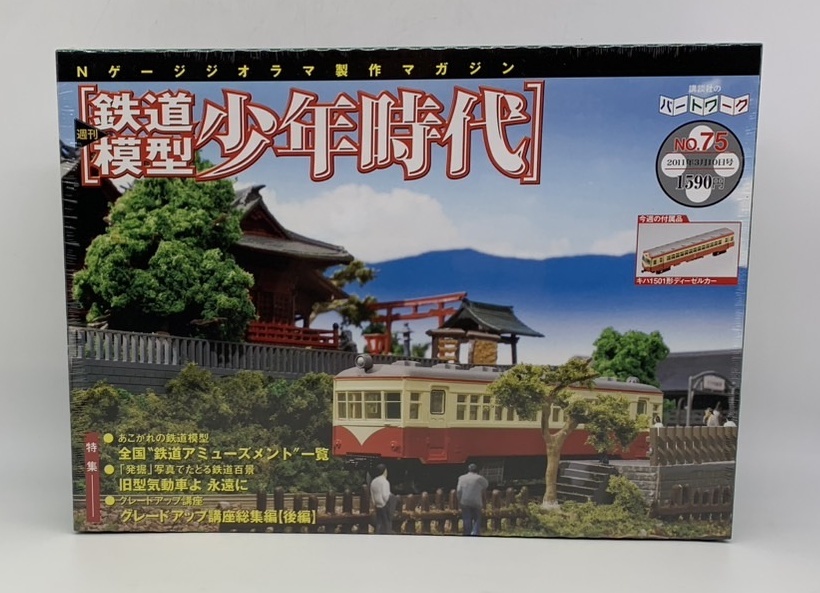 Nゲージジオラマ製作マガジン
週刊
鉄道
模型
少年時代
講談社の
パートワーク
NO.75
2011年3月10日号
1590円
今週の付属品
キハ1501形ディーゼルカー
特集
●あこがれの鉄道模型
全国“鉄道アミューズメント”一覧
●「発掘」写真でたどる鉄道百景
旧型気動車よ 永遠に
●グレードアップ講座
グレードアップ講座総集編【後編】